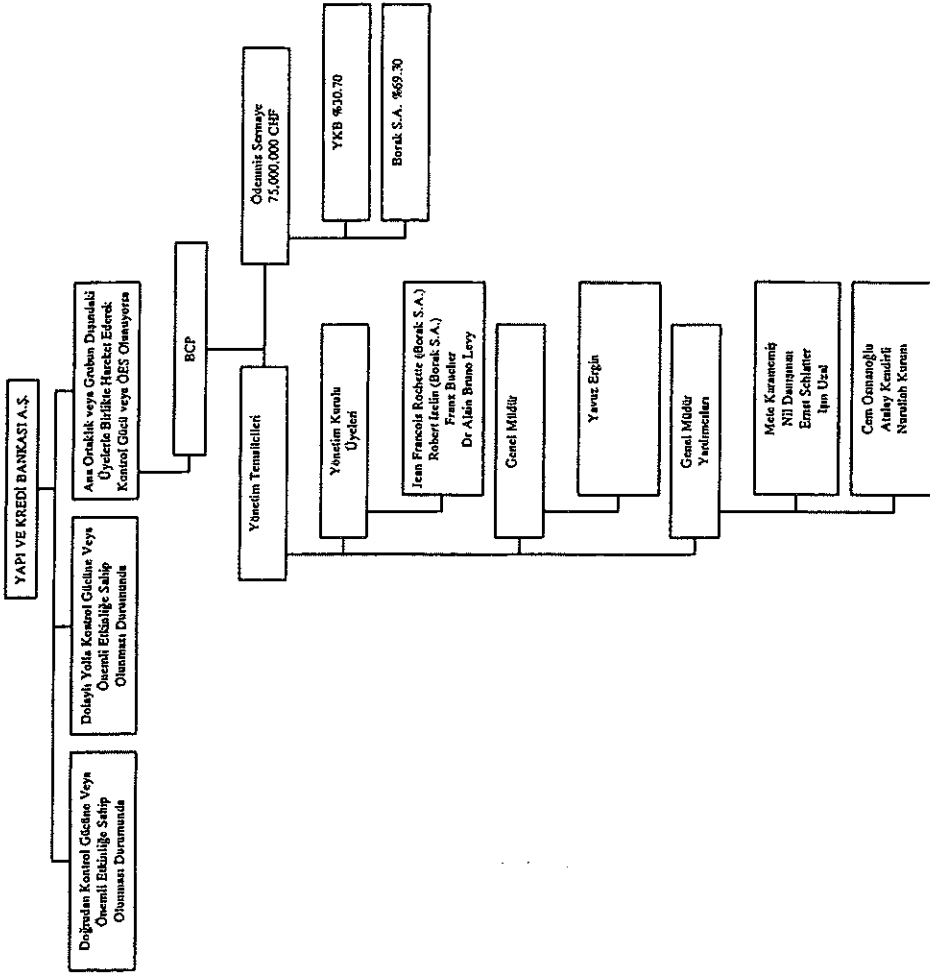 YAPI VE KREDİ BANKASI A.Ş.
Doğrudan Kontrol Gücüne Veya
Önemli Etkinliğe Sahip
Olunması Durumunda
Dolaylı Yolla Kontrol Gücüne Veya
Önemli Etkinliğe Sahip
Olunması Durumunda
Ana Ortaklık veya Grubun Dışındaki
Üyelerle Birlikte Hareket Ederek
Kontrol Gücü veya ÖES Olunuyorsa
BCP
Yönetim Temsilcileri
Ödenmiş Sermaye
75,000,000 CHF
YKB %30.70
Borak S.A. %69.30
Yönetim Kurulu
Üyeleri
Jean Francois Rochette (Borak S.A.)
Robert Izelin (Borak S.A.)
Franz
Dr Alain Bruno Levy
Genel Müdür
Yavuz Ergin
Genel Müdür
Yardımcıları
Mete Karamemiş
Nil Danışman
Ernst Schlatter
Işın Uzal
Cem Osmanoğlu
Atalay Kendirli
Nurullah Kurum